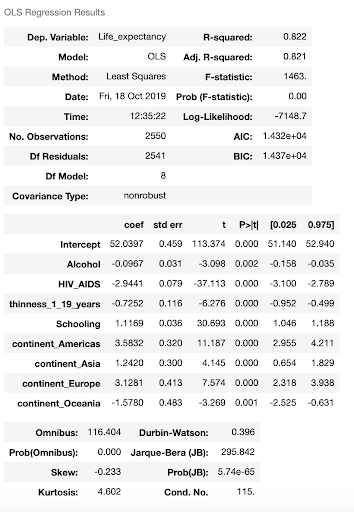 OLS Regression Results
Dep. Variable: Life_expectancy R-squared: 0.822
Model: OLS Adj. R-squared: 0.821
Method: Least Squares F-statistic: 1463.
Date: Fri, 18 Oct 2019 Prob (F-statistic): 0.00
Time: 12:35:22 Log-Likelihood: -7148.7
No. Observations: 2550 AIC: 1.432e+04
Df Residuals: 2541 BIC: 1.437e+04
Df Model: 8
Covariance Type: nonrobust
coef std err t P>|t| [0.025 0.975]
Intercept 52.0397 0.459 113.374 0.000 51.140 52.940
Alcohol -0.0967 0.031 -3.098 0.002 -0.158 -0.035
HIV_AIDS -2.9441 0.079 -37.113 0.000 -3.100 -2.789
thinness_1_19_years -0.7252 0.116 -6.276 0.000 -0.952 -0.499
Schooling 1.1169 0.036 30.693 0.000 1.046 1.188
continent_Americas 3.5832 0.320 11.187 0.000 2.955 4.211
continent_Asia 1.2420 0.300 4.145 0.000 0.654 1.829
continent_Europe 3.1281 0.413 7.574 0.000 2.318 3.938
continent_Oceania -1.5780 0.483 -3.269 0.001 -2.525 -0.631
Omnibus: 116.404 Durbin-Watson: 0.396
Prob(Omnibus): 0.000 Jarque-Bera (JB): 295.842
Skew: -0.233 Prob(JB): 5.74e-65
Kurtosis: 4.602 Cond. No. 115.